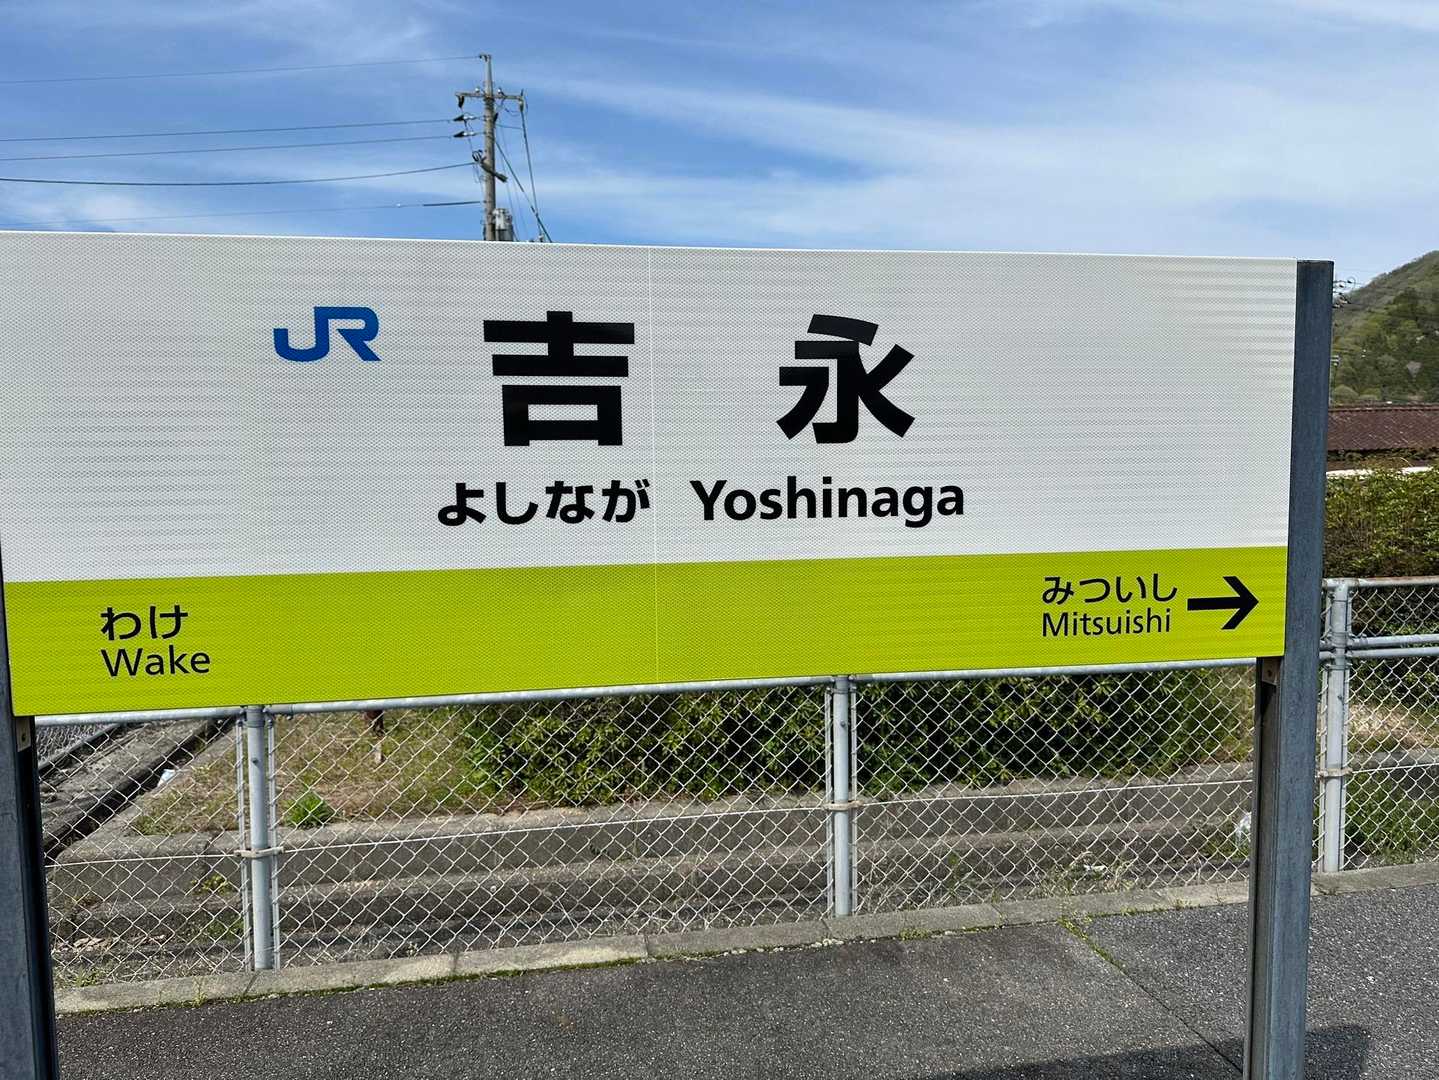 JR
吉永
よしなが Yoshinaga
わけ
Wake
みついし →
Mitsuishi